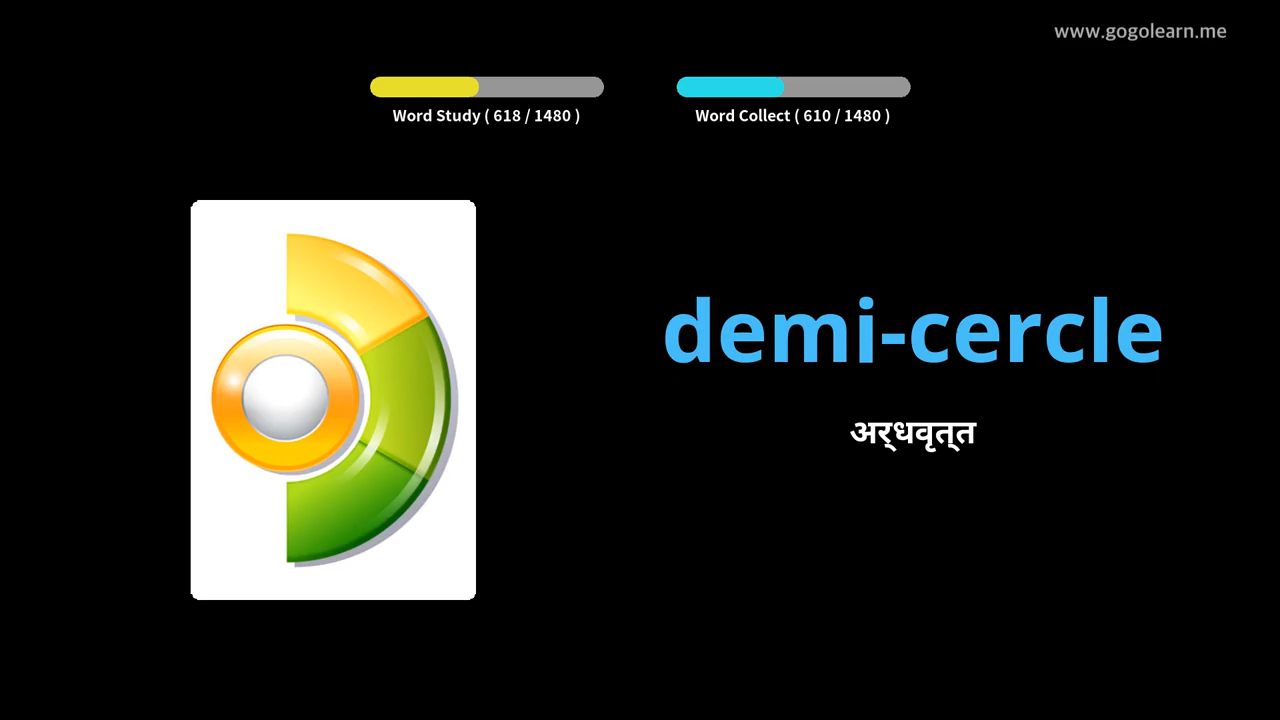 www.gogolearn.me
Word Study ( 618 / 1480 )
Word Collect ( 610 / 1480 )
demi-cercle
अर्धवृत्त